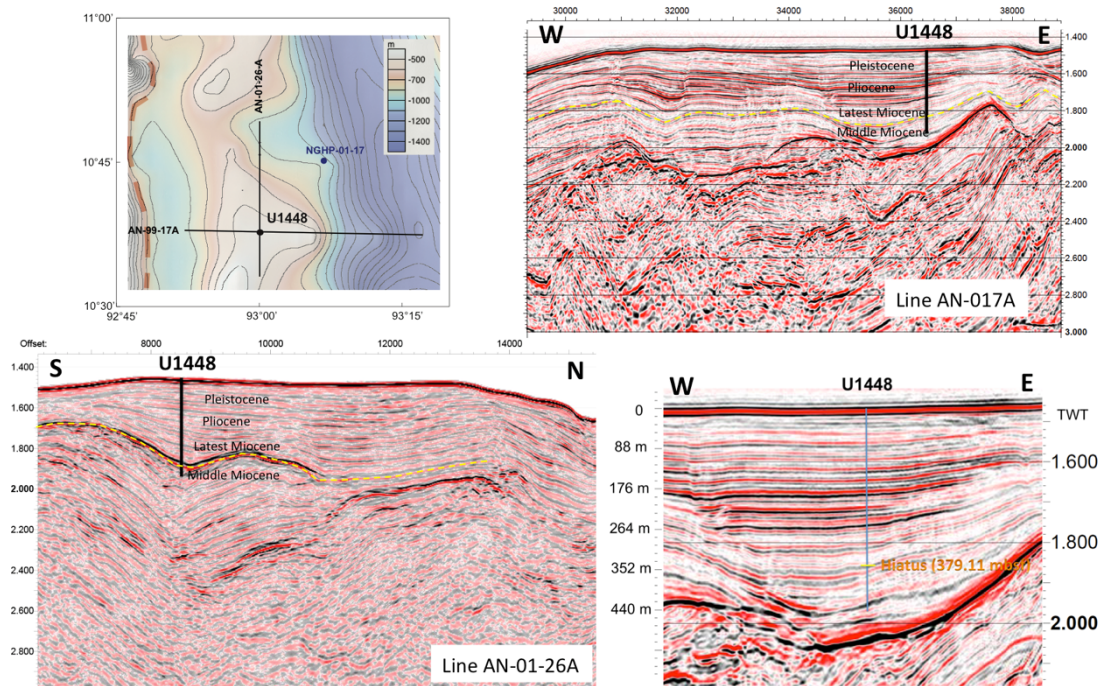 11°00'
10°45'
10°30'
92°45' 93°00' 93°15'
AN-01-26-A
NGHP-01-17
U1448
AN-99-17A
m
-500
-700
-1000
-1200
-1400
30000 32000 34000 36000 38000
W U1448 E
Pleistocene
Pliocene
Latest Miocene
Middle Miocene
1.400
1.600
1.800
2.000
2.200
2.400
2.600
2.800
3.000
Line AN-017A
Offset: 8000 10000 12000 14000
S U1448 N
1.400
1.600
1.800
2.000
2.200
2.400
2.600
2.800
Pleistocene
Pliocene
Latest Miocene
Middle Miocene
Line AN-01-26A
W U1448 E
0
88 m
176 m
264 m
352 m
440 m
TWT
1.600
1.800
2.000
Hiatus (379.11 mbsf)